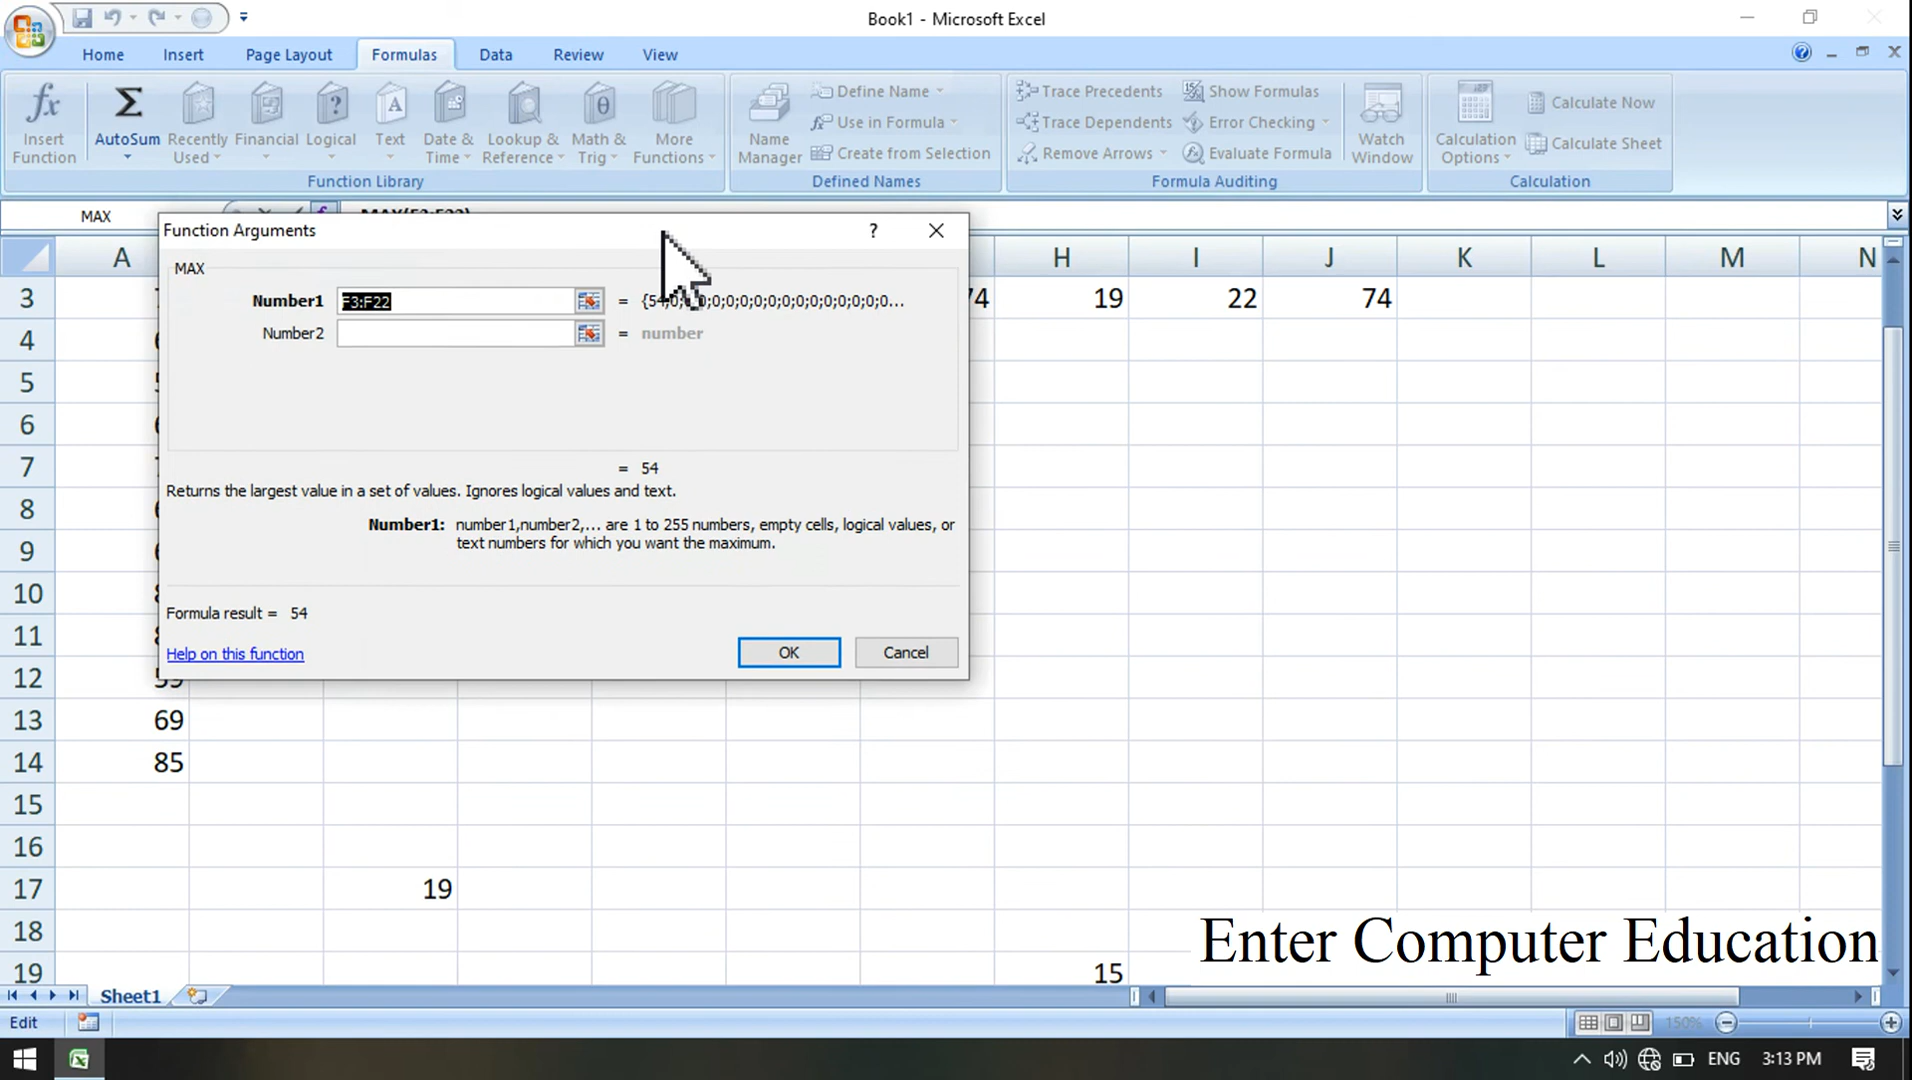 Book1 - Microsoft Excel
Home Insert Page Layout Formulas Data Review View
Insert Function
AutoSum
Recently Used
Financial
Logical
Text
Date & Time
Lookup & Reference
Math & Trig
More Functions
Function Library
Name Manager
Define Name
Use in Formula
Create from Selection
Defined Names
Trace Precedents
Trace Dependents
Remove Arrows
Show Formulas
Error Checking
Evaluate Formula
Watch Window
Formula Auditing
Calculation Options
Calculate Now
Calculate Sheet
Calculation
MAX
Function Arguments ?
MAX
Number1 F3:F22 =
Number2 = number
= 54
Returns the largest value in a set of values. Ignores logical values and text.
Number1: number1,number2,... are 1 to 255 numbers, empty cells, logical values, or
text numbers for which you want the maximum.
Formula result = 54
Help on this function
OK Cancel
A H I J K L M N
3 74 19 22 74
4
5
6
7
8
9
10
11
12
13 69
14 85
15
16
17 19
18
19 15
Enter Computer Education
Sheet1
Edit 150%
ENG 3:13 PM